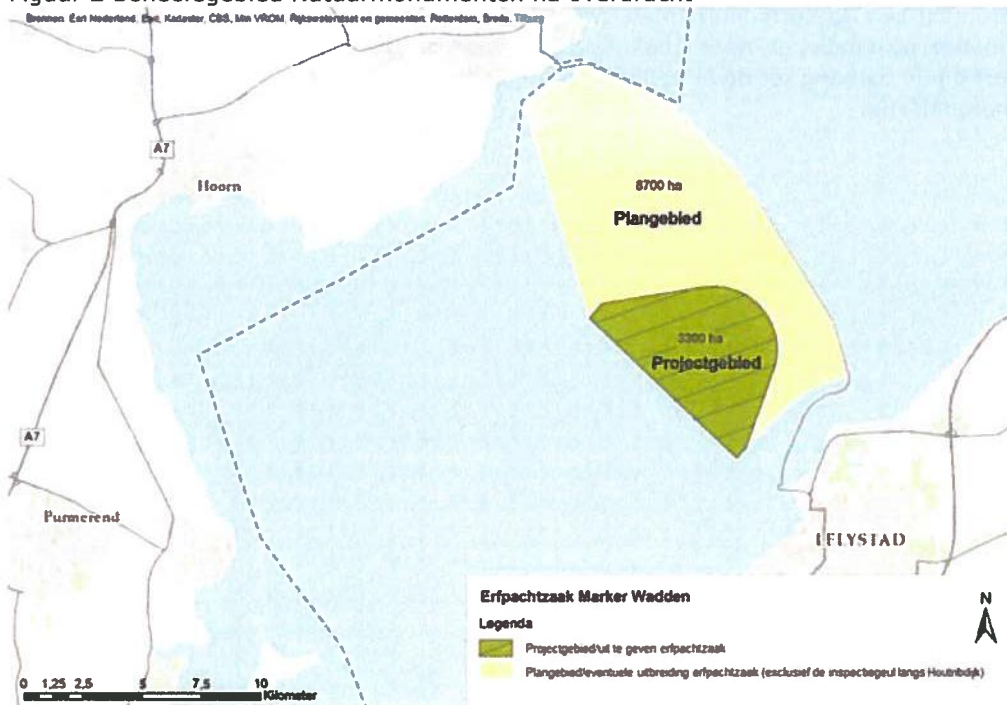 Figuur 2 Beheersgebied Natuurmonumenten na overdracht
Bronnen: Esri Nederland, Esri, Kadaster, CBS, Min VROM, Rijkswaterstaat en gemeenten: Rotterdam, Breda, Tilburg
A7
Hoorn
8700 ha
Plangebied
3300 ha
Projectgebied
A7
Purmerend
LELYSTAD
Erfpachtzaak Marker Wadden
Legenda
Projectgebied/uit te geven erfpachtzaak
Plangebied/eventuele uitbreiding erfpachtzaak (exclusief de inspectiegeul langs Houtribdijk)
N
0 1,25 2,5 5 7,5 10
Kilometer